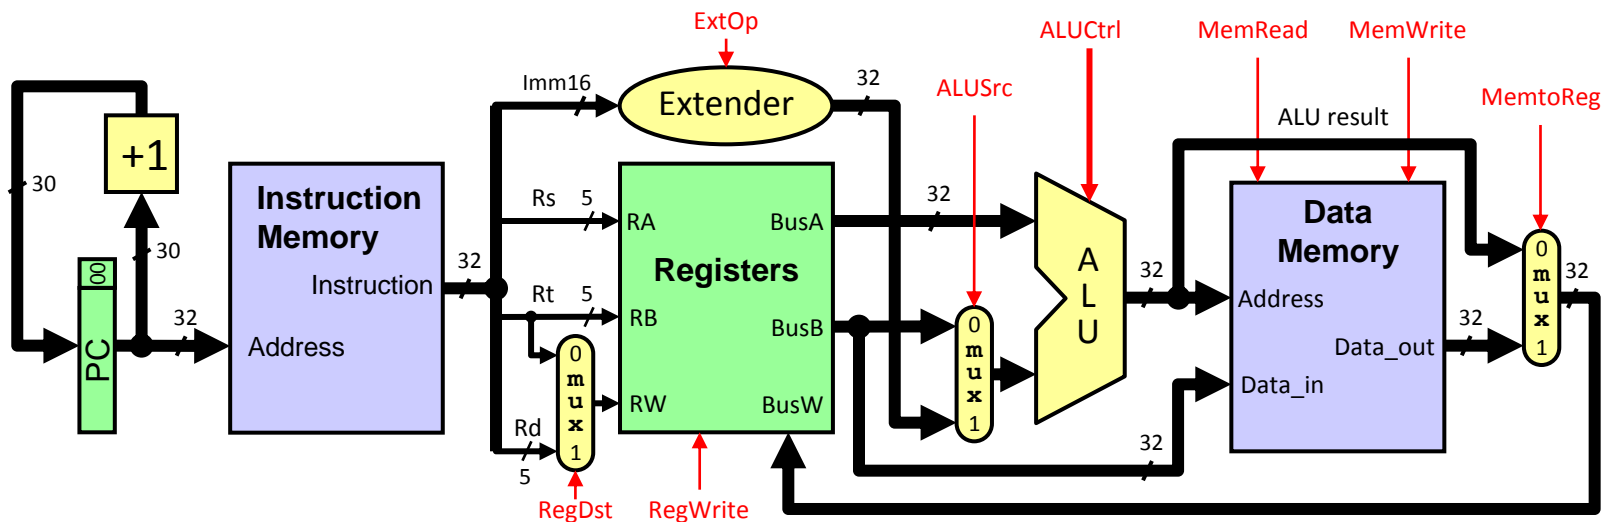 ExtOp
ALUCtrl
MemRead
MemWrite
Imm16
32
Extender
ALUSrc
MemtoReg
ALU result
+1
30
30
00
PC
32
Instruction
Memory
Instruction
Address
32
Rs
5
RA
BusA
32
Registers
Rt
5
RB
BusB
0
m
u
x
1
RW
BusW
Rd
5
RegDst
RegWrite
0
m
u
x
1
A
L
U
32
Data
Memory
Address
Data_out
Data_in
32
32
0
m
u
x
1
32